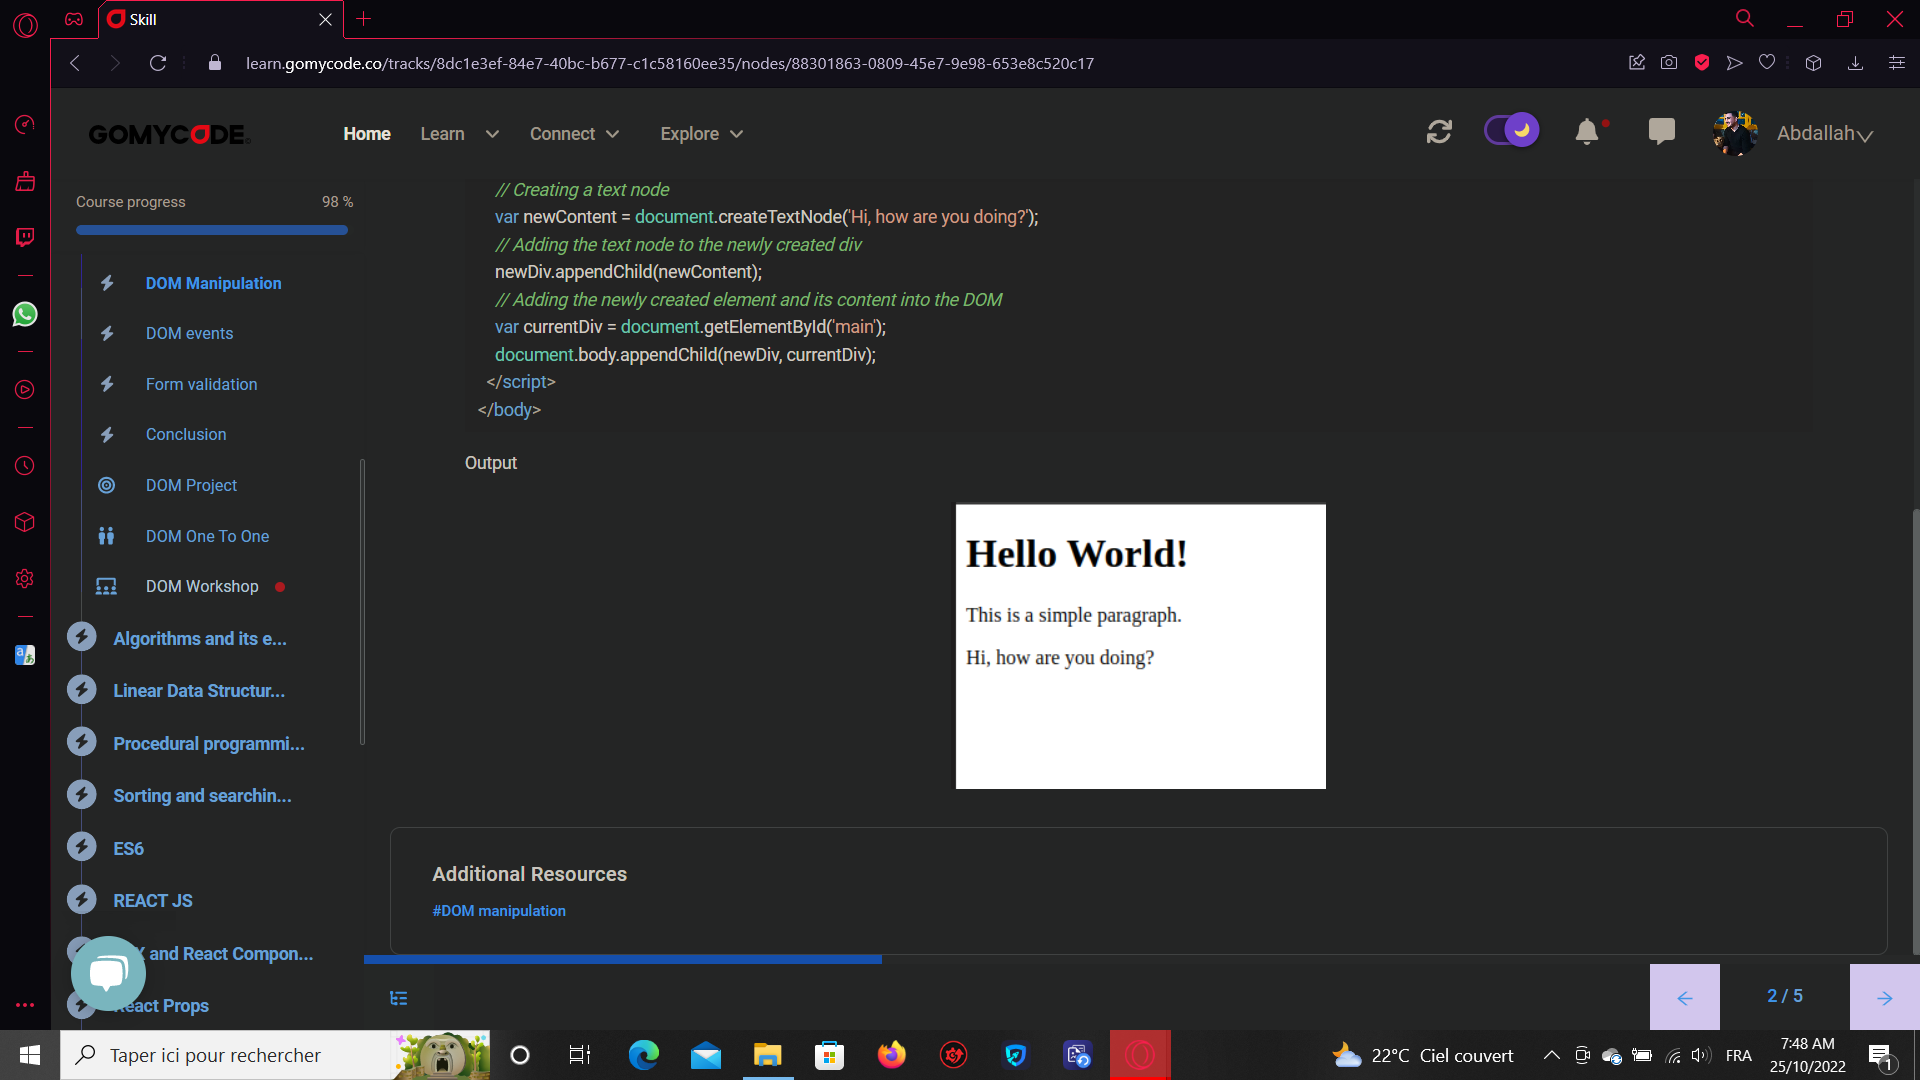 Skill
learn.gomycode.co/tracks/8dc1e3ef-84e7-40bc-b677-c1c58160ee35/nodes/88301863-0809-45e7-9e98-653e8c520c17
GOMYCODE
Home
Learn
Connect
Explore
Abdallah
Course progress
98 %
DOM Manipulation
DOM events
Form validation
Conclusion
DOM Project
DOM One To One
DOM Workshop
Algorithms and its e...
Linear Data Structur...
Procedural programmi...
Sorting and searchin...
ES6
REACT JS
X and React Compon...
React Props
// Creating a text node
var newContent = document.createTextNode('Hi, how are you doing?');
// Adding the text node to the newly created div
newDiv.appendChild(newContent);
// Adding the newly created element and its content into the DOM
var currentDiv = document.getElementById('main');
document.body.appendChild(newDiv, currentDiv);
</script>
</body>
Output
Hello World!
This is a simple paragraph.
Hi, how are you doing?
Additional Resources
#DOM manipulation
2 / 5
Taper ici pour rechercher
22°C Ciel couvert
FRA
7:48 AM
25/10/2022
1